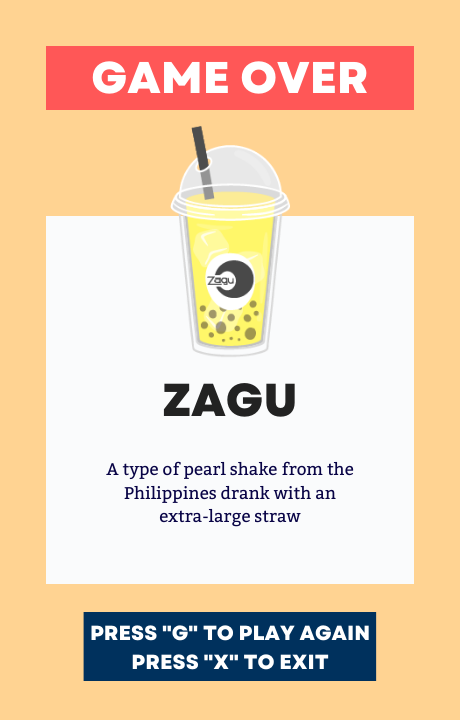 GAME OVER
Zagu
ZAGU
A type of pearl shake from the
Philippines drank with an
extra-large straw
PRESS "G" TO PLAY AGAIN
PRESS "X" TO EXIT